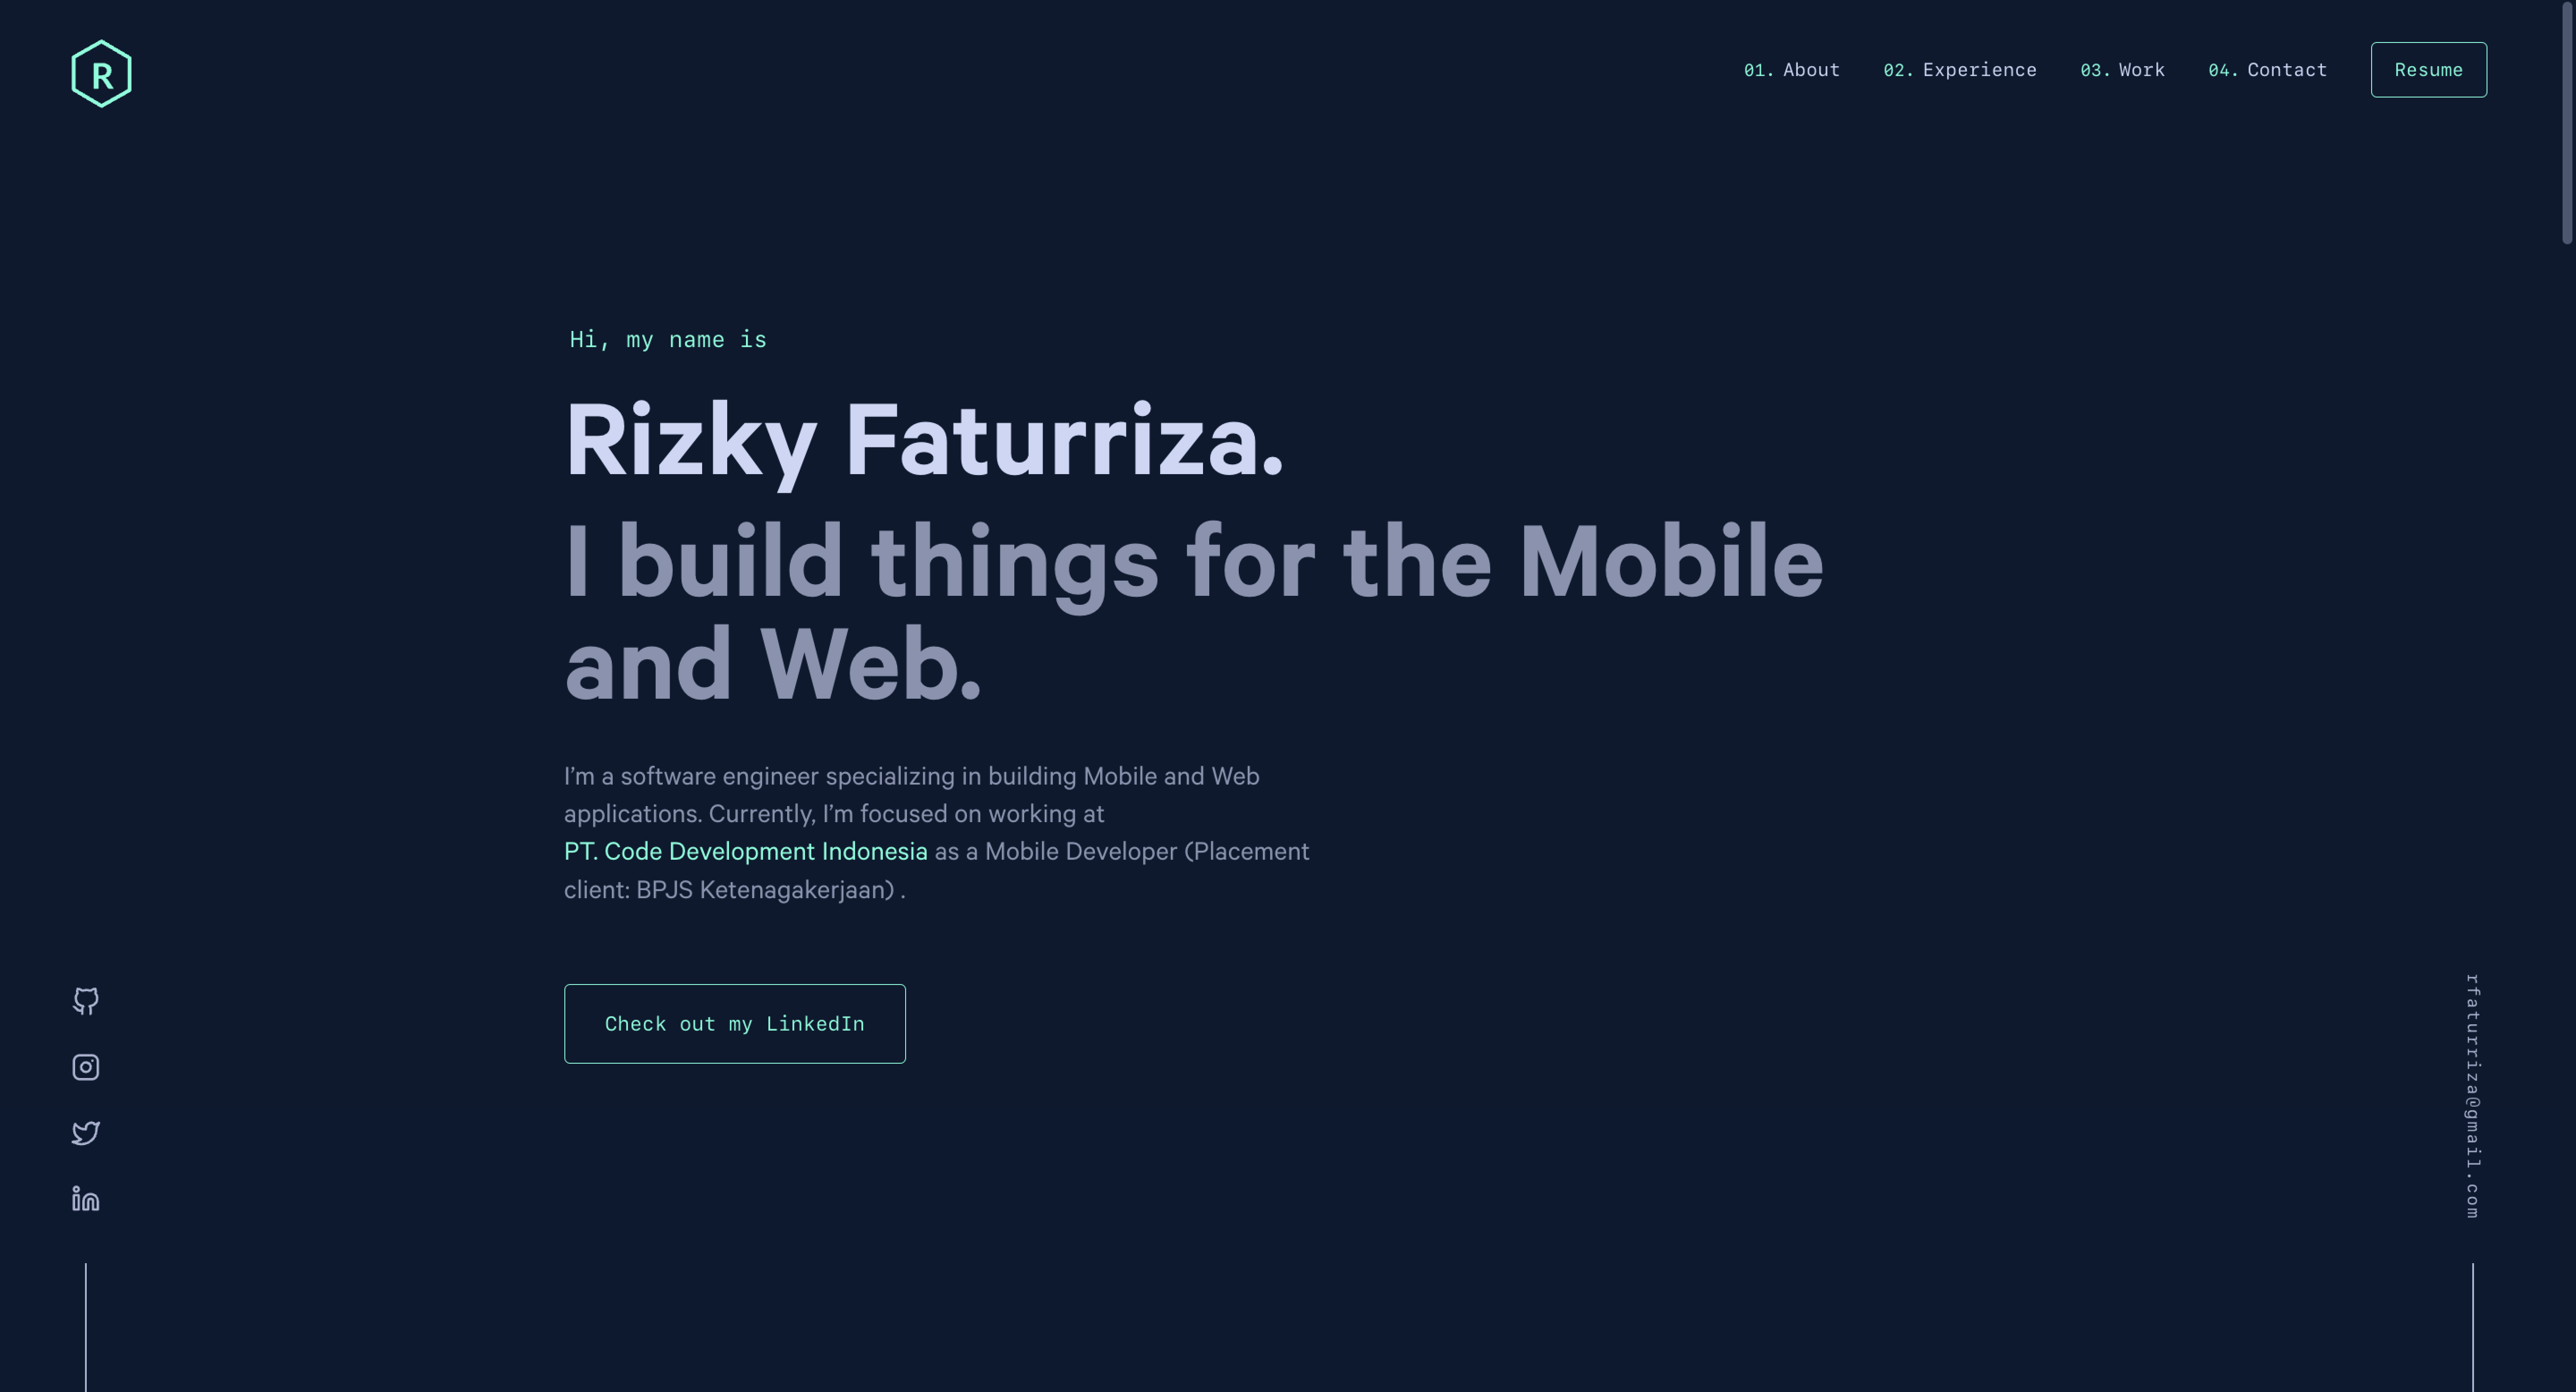 R
01. About 02. Experience 03. Work 04. Contact Resume
Hi, my name is
Rizky Faturriza.
I build things for the Mobile
and Web.
I’m a software engineer specializing in building Mobile and Web
applications. Currently, I’m focused on working at
PT. Code Development Indonesia as a Mobile Developer (Placement
client: BPJS Ketenagakerjaan) .
Check out my LinkedIn
in
rfaturriza@gmail.com